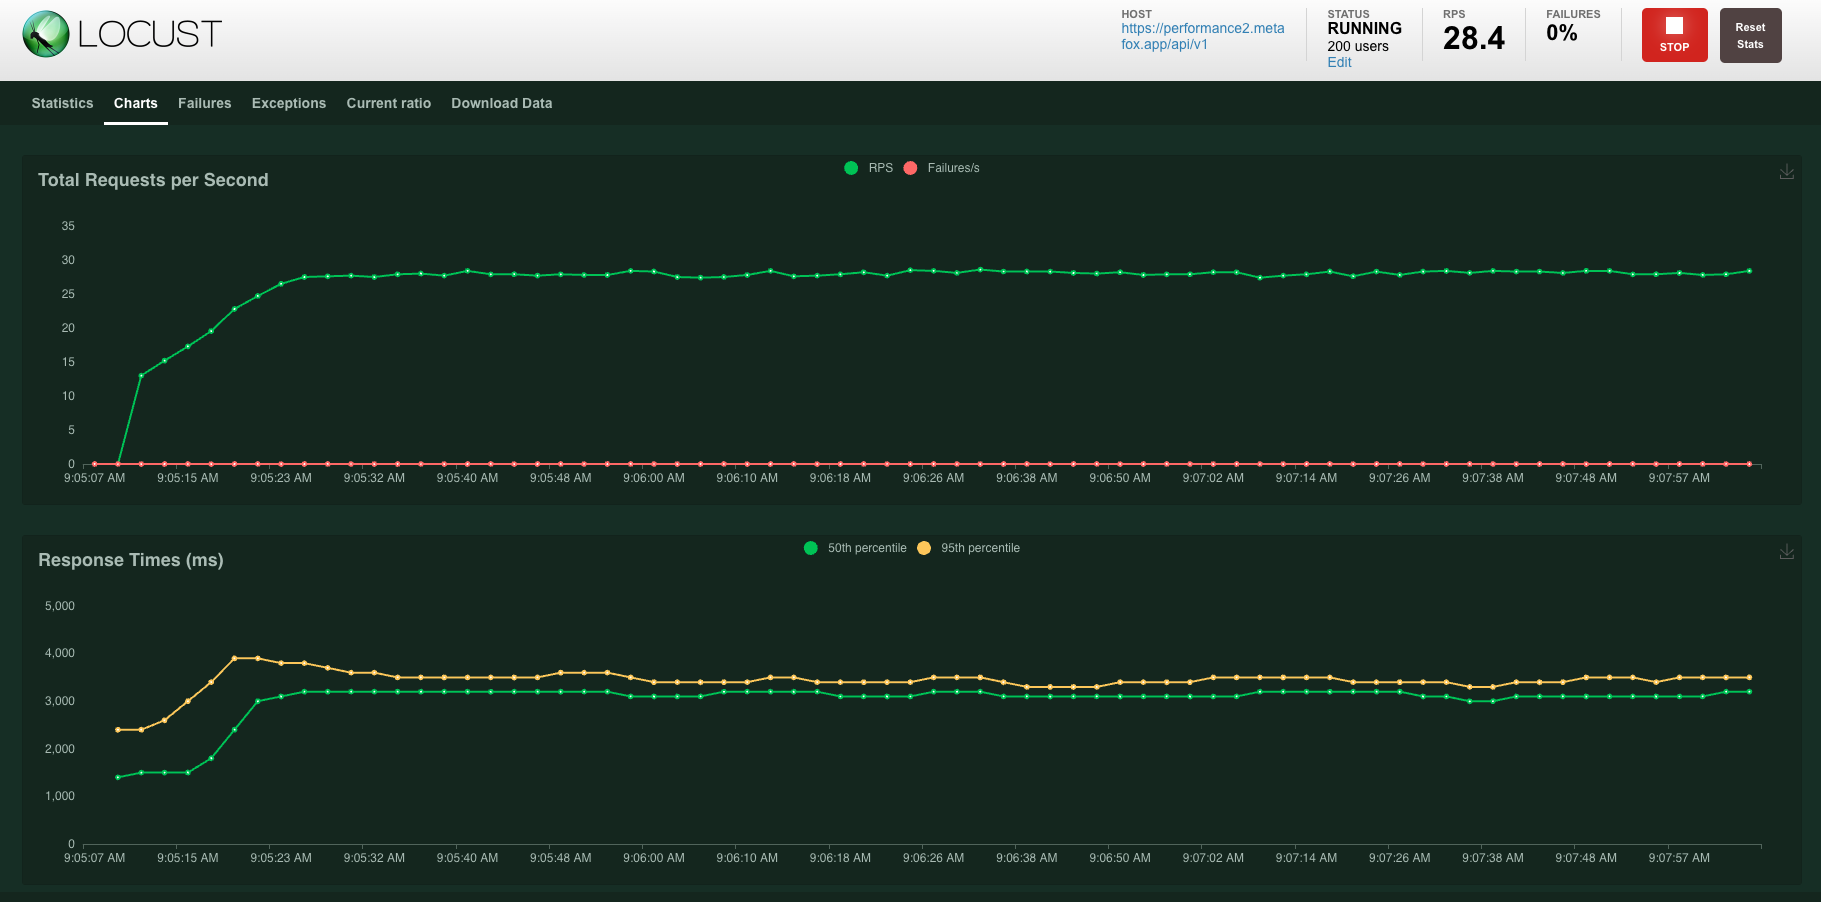 LOCUST
HOST
https://performance2.meta
fox.app/api/v1
STATUS
RUNNING
200 users
Edit
RPS
28.4
FAILURES
0%
STOP
Reset
Stats
Statistics Charts Failures Exceptions Current ratio Download Data
Total Requests per Second
RPS Failures/s
35
30
25
20
15
10
5
0
9:05:07 AM 9:05:15 AM 9:05:23 AM 9:05:32 AM 9:05:40 AM 9:05:48 AM 9:06:00 AM 9:06:10 AM 9:06:18 AM 9:06:26 AM 9:06:38 AM 9:06:50 AM 9:07:02 AM 9:07:14 AM 9:07:26 AM 9:07:38 AM 9:07:48 AM 9:07:57 AM
Response Times (ms)
50th percentile 95th percentile
5,000
4,000
3,000
2,000
1,000
0
9:05:07 AM 9:05:15 AM 9:05:23 AM 9:05:32 AM 9:05:40 AM 9:05:48 AM 9:06:00 AM 9:06:10 AM 9:06:18 AM 9:06:26 AM 9:06:38 AM 9:06:50 AM 9:07:02 AM 9:07:14 AM 9:07:26 AM 9:07:38 AM 9:07:48 AM 9:07:57 AM